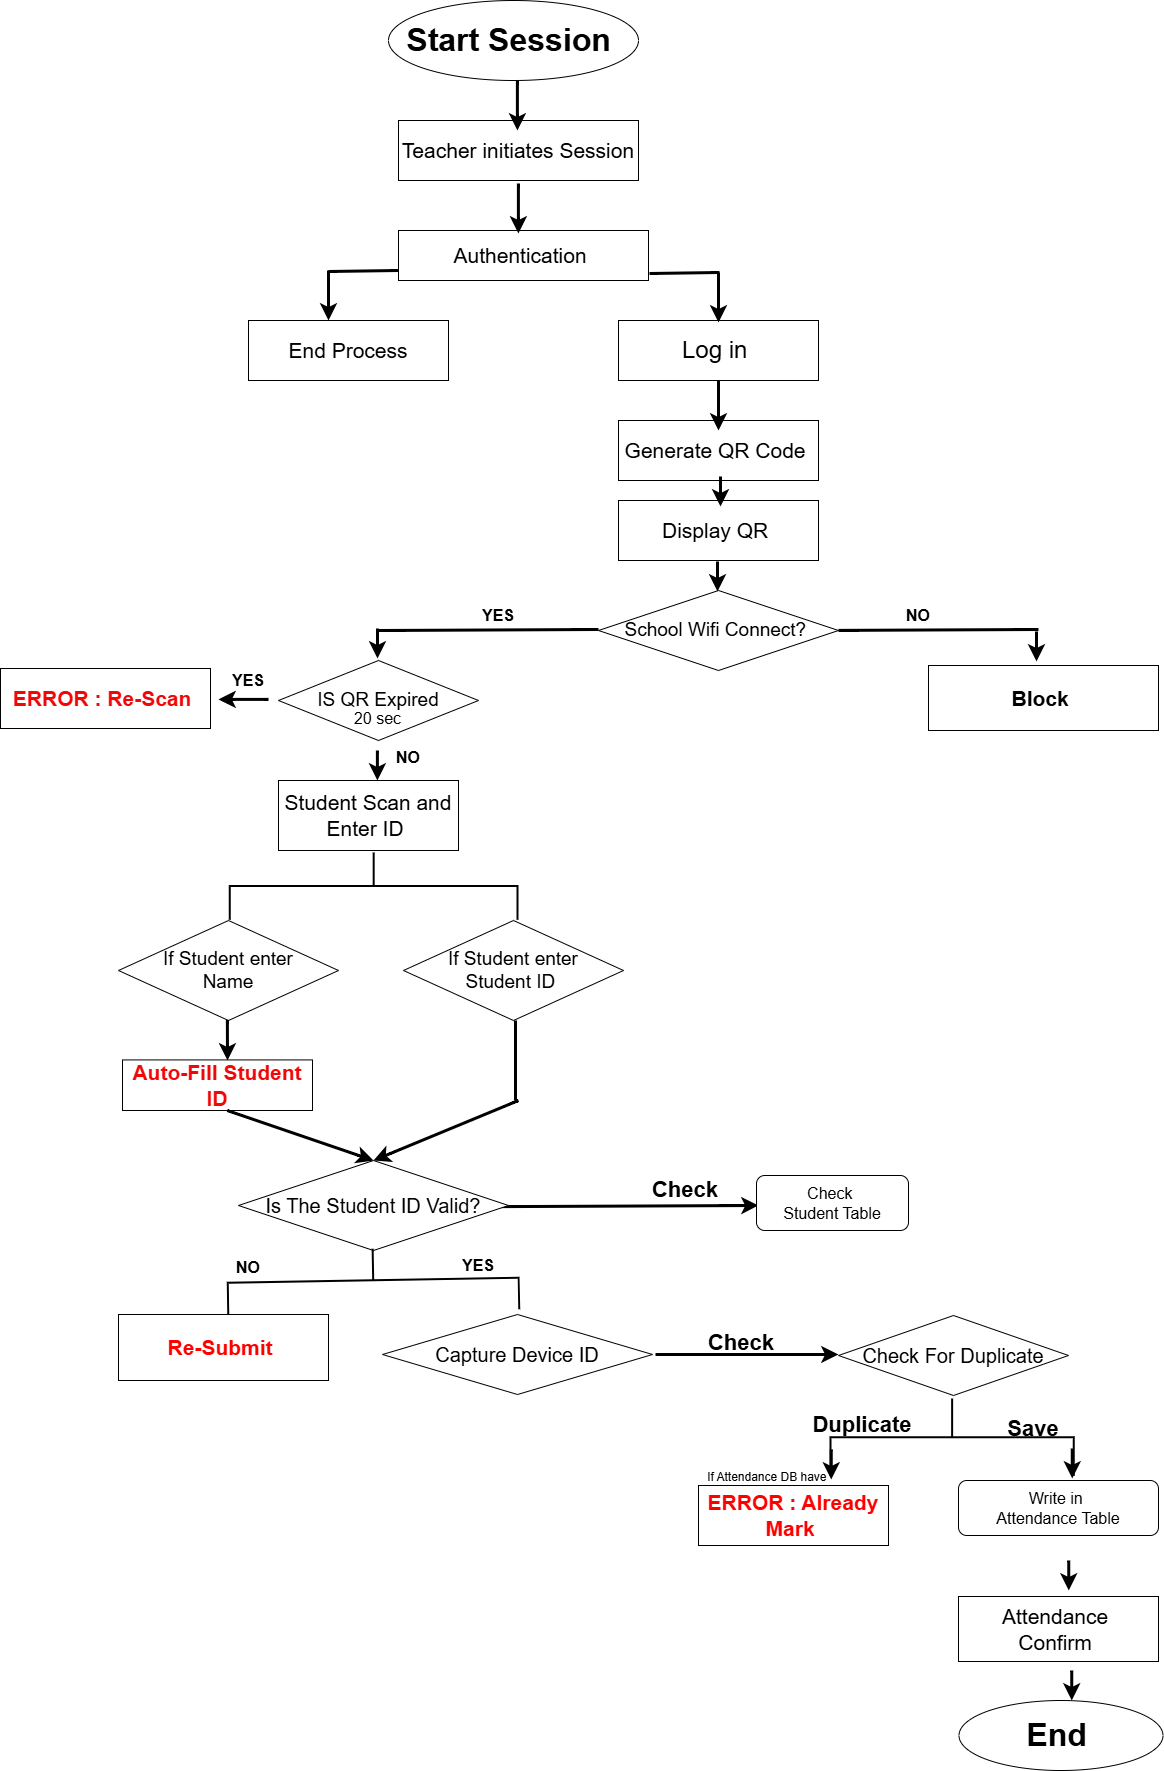 Start Session
Teacher initiates Session
Authentication
End Process
Log in
Generate QR Code
Display QR
School Wifi Connect?
YES
NO
Block
IS QR Expired
20 sec
YES
ERROR : Re-Scan
NO
Student Scan and
Enter ID
If Student enter
Name
If Student enter
Student ID
Auto-Fill Student
ID
Is The Student ID Valid?
Check
Check
Student Table
NO
YES
Re-Submit
Capture Device ID
Check
Check For Duplicate
Duplicate
Save
If Attendance DB have
ERROR : Already
Mark
Write in
Attendance Table
Attendance
Confirm
End